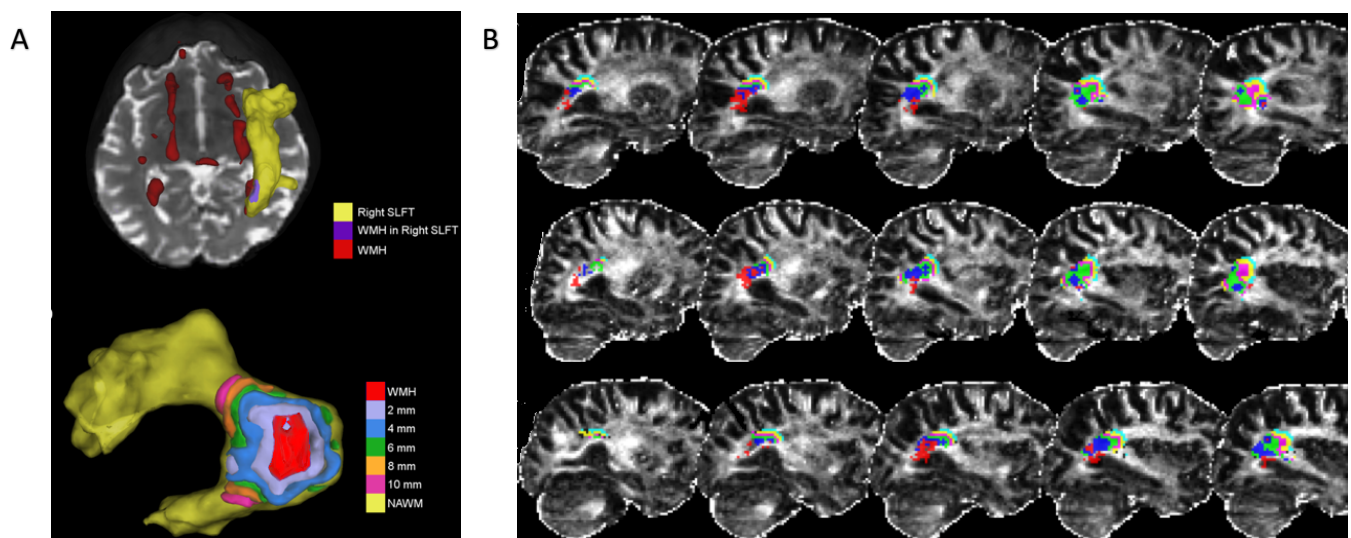 A
B
Right SLFT
WMH in Right SLFT
WMH
WMH
2 mm
4 mm
6 mm
8 mm
10 mm
NAWM